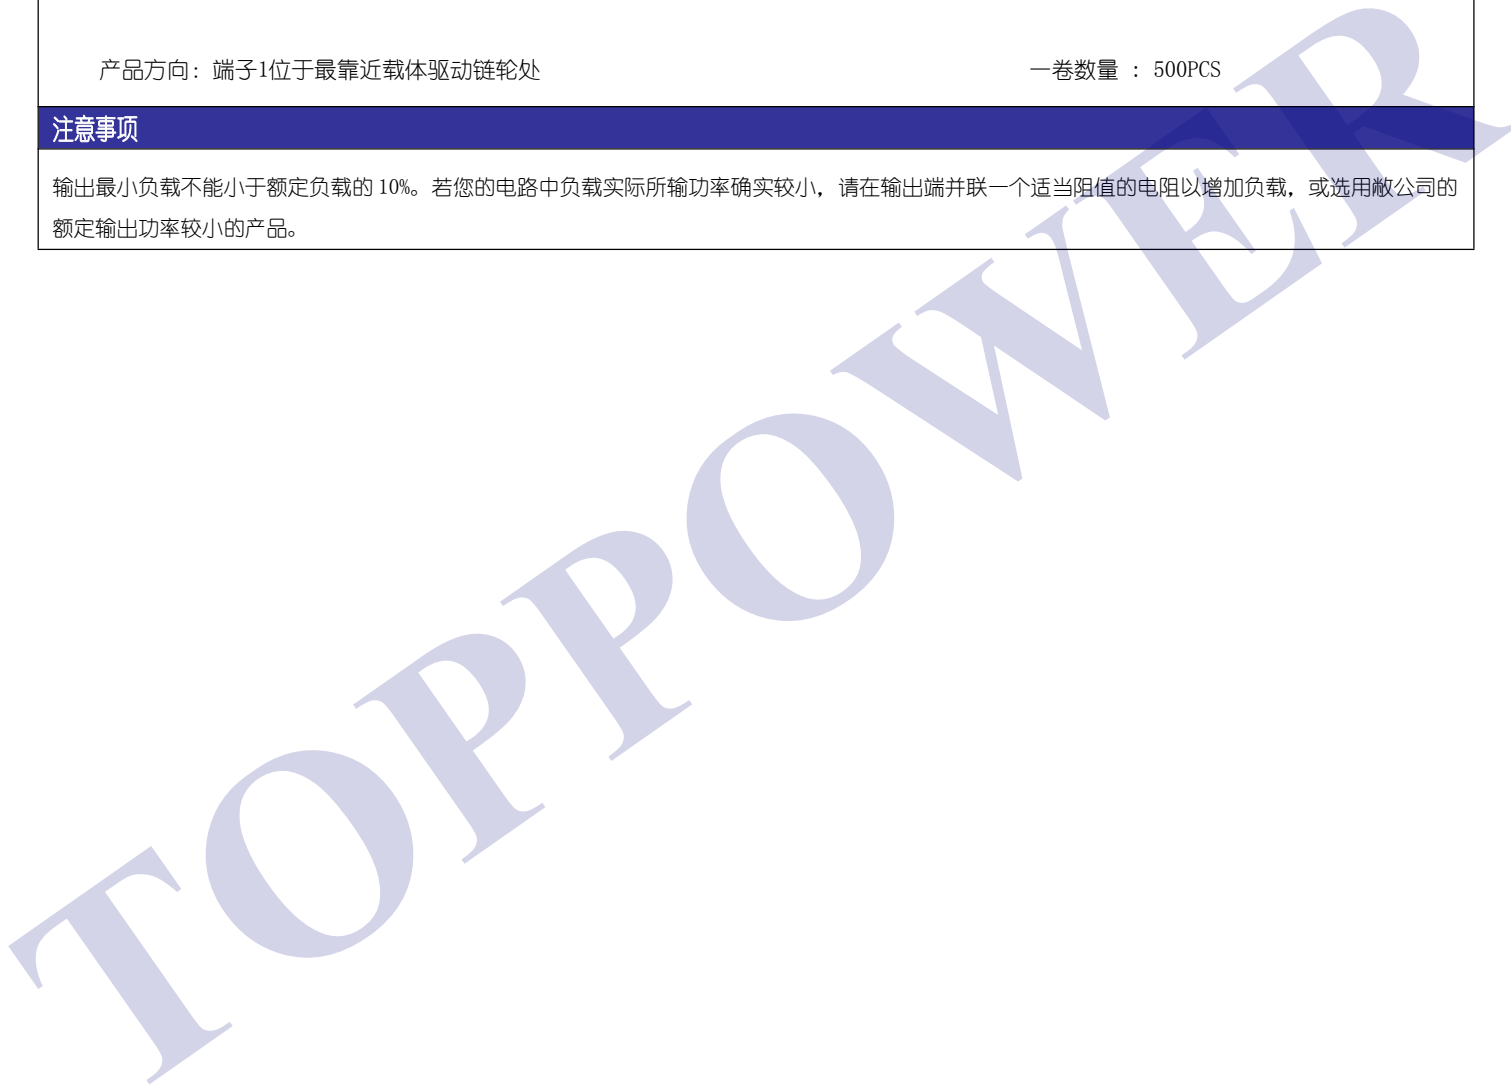 产品方向：端子1位于最靠近载体驱动链轮处 一卷数量 ：500PCS
注意事项
输出最小负载不能小于额定负载的 10%。若您的电路中负载实际所输功率确实较小，请在输出端并联一个适当阻值的电阻以增加负载，或选用敝公司的
额定输出功率较小的产品。
TOPPOWER